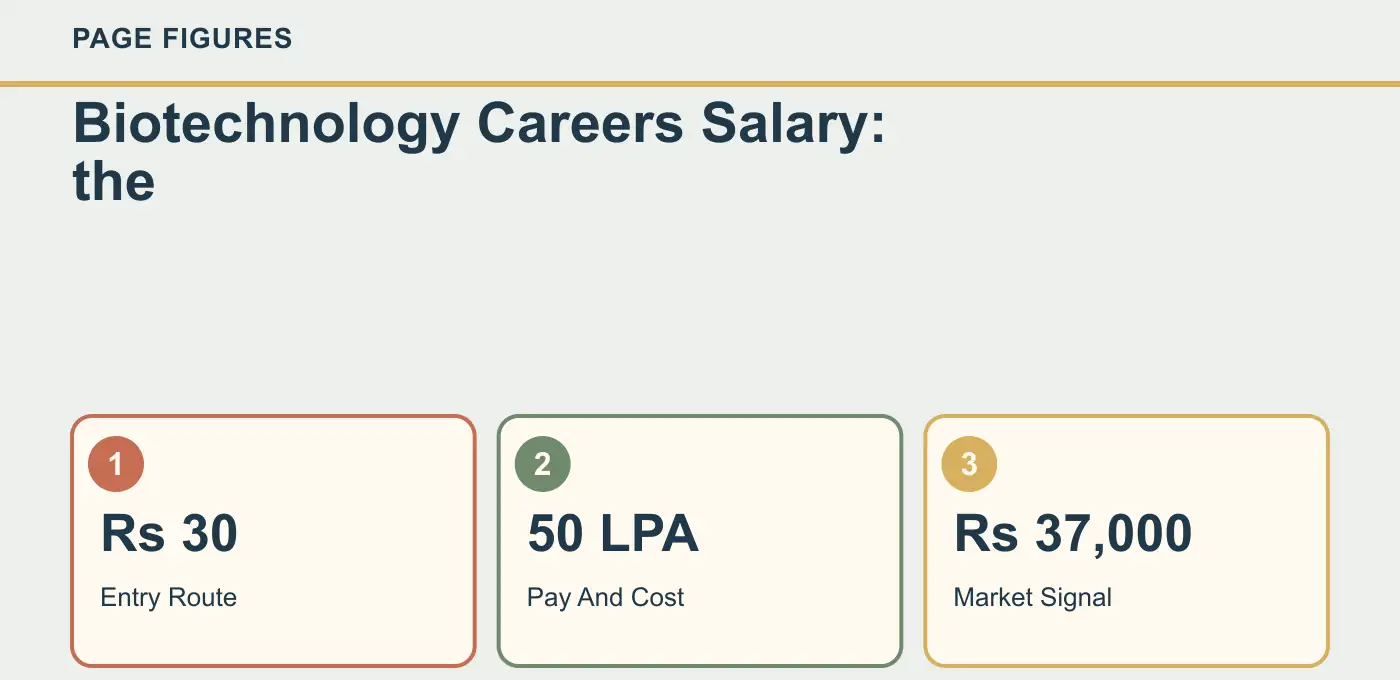 PAGE FIGURES
Biotechnology Careers Salary:
the
1
Rs 30
Entry Route
2
50 LPA
Pay And Cost
3
Rs 37,000
Market Signal